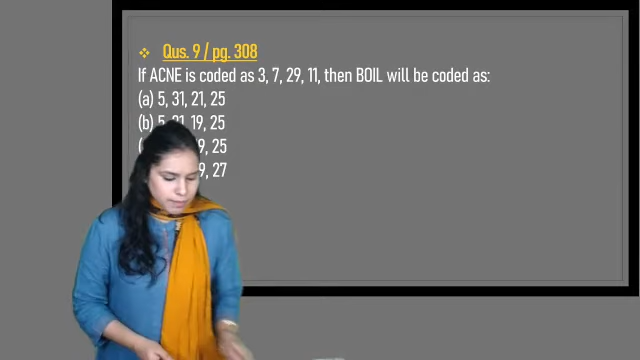 ❖ Qus. 9 / pg. 308
If ACNE is coded as 3, 7, 29, 11, then BOIL will be coded as:
(a) 5, 31, 21, 25
(b) 5, 31, 19, 25
25
27